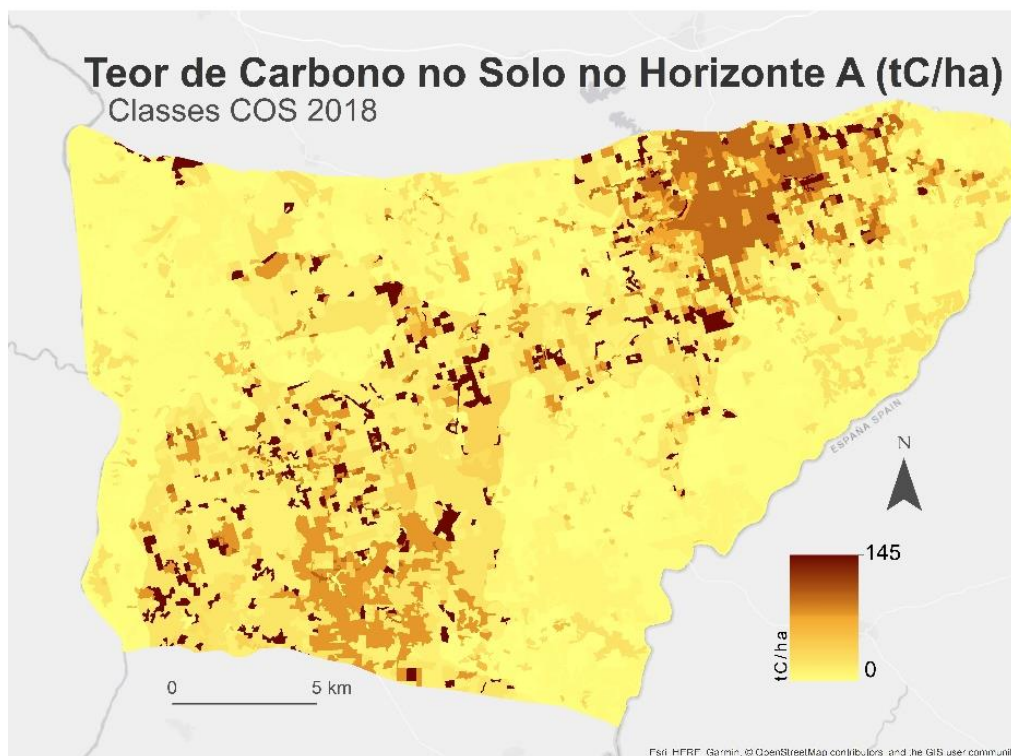 Teor de Carbono no Solo no Horizonte A (tC/ha)
Classes COS 2018
ESPAÑA SPAIN
N
145
tC/ha
0
0 5 km
Esri, HERE, Garmin, © OpenStreetMap contributors, and the GIS user communi